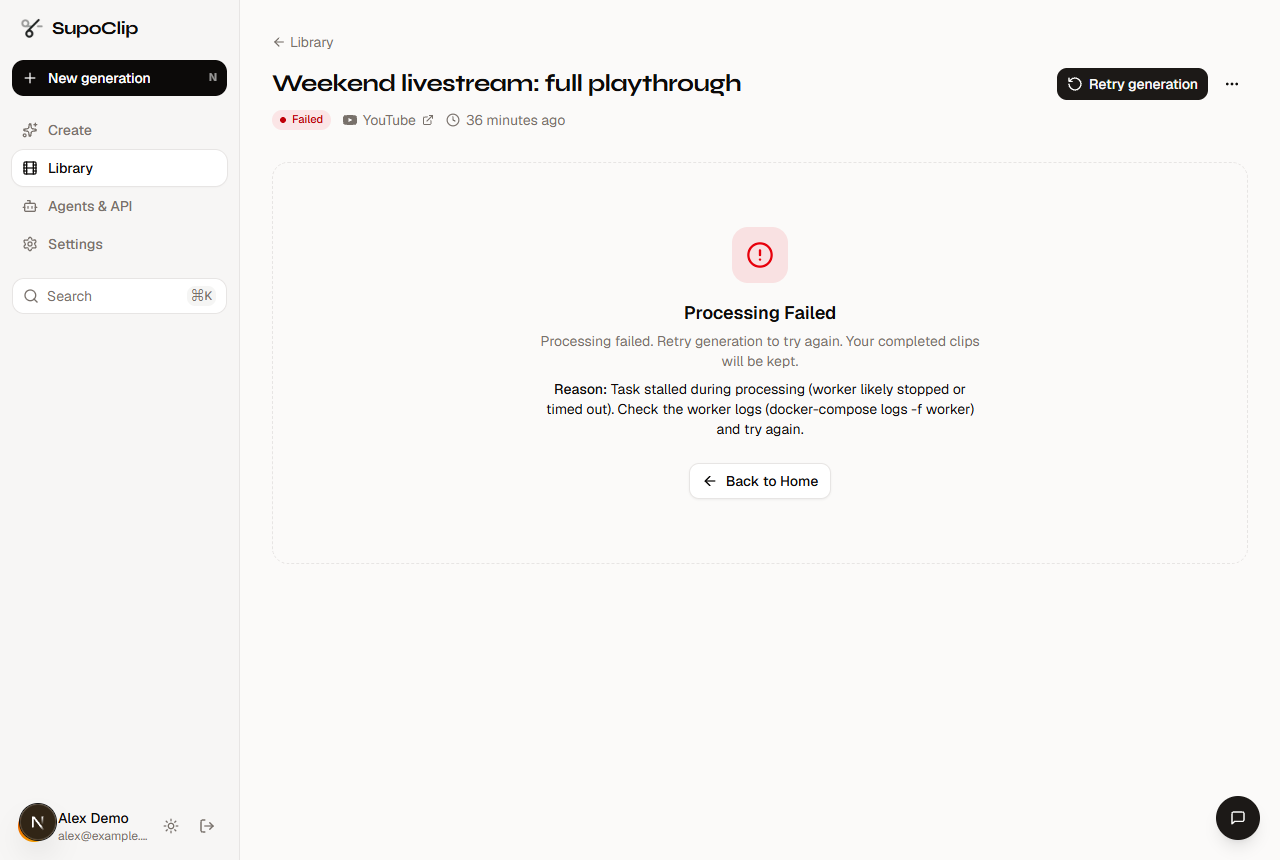 SupoClip
New generation N
Create
Library
Agents & API
Settings
Search ⌘K
Alex Demo
alex@example....
N
Library
Weekend livestream: full playthrough
Retry generation
Failed YouTube 36 minutes ago
Processing Failed
Processing failed. Retry generation to try again. Your completed clips
will be kept.
Reason: Task stalled during processing (worker likely stopped or
timed out). Check the worker logs (docker-compose logs -f worker)
and try again.
Back to Home